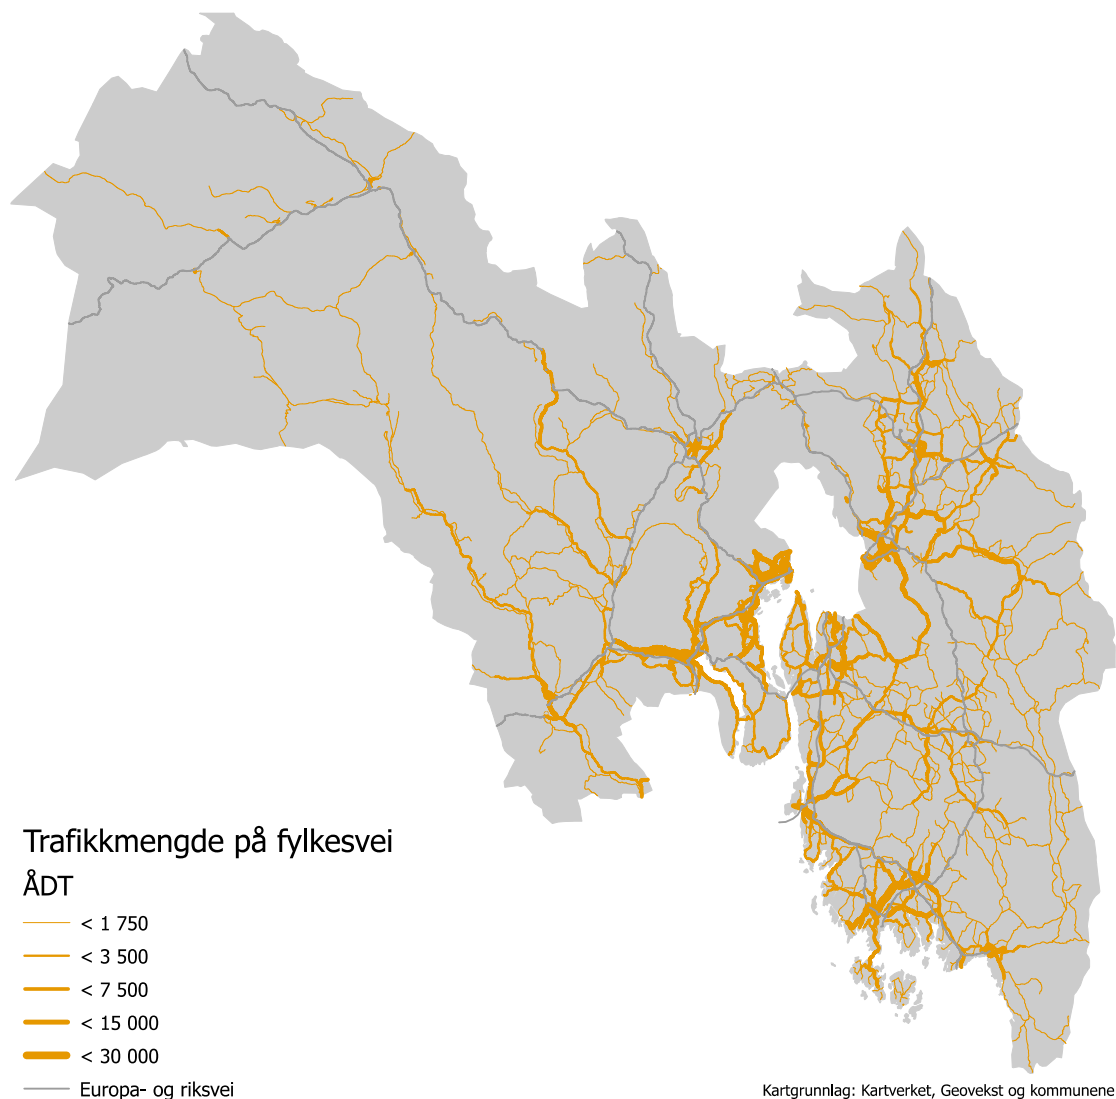 Trafikkmengde på fylkesvei
ÅDT
< 1 750
< 3 500
< 7 500
< 15 000
< 30 000
Europa- og riksvei
Kartgrunnlag: Kartverket, Geovekst og kommunene